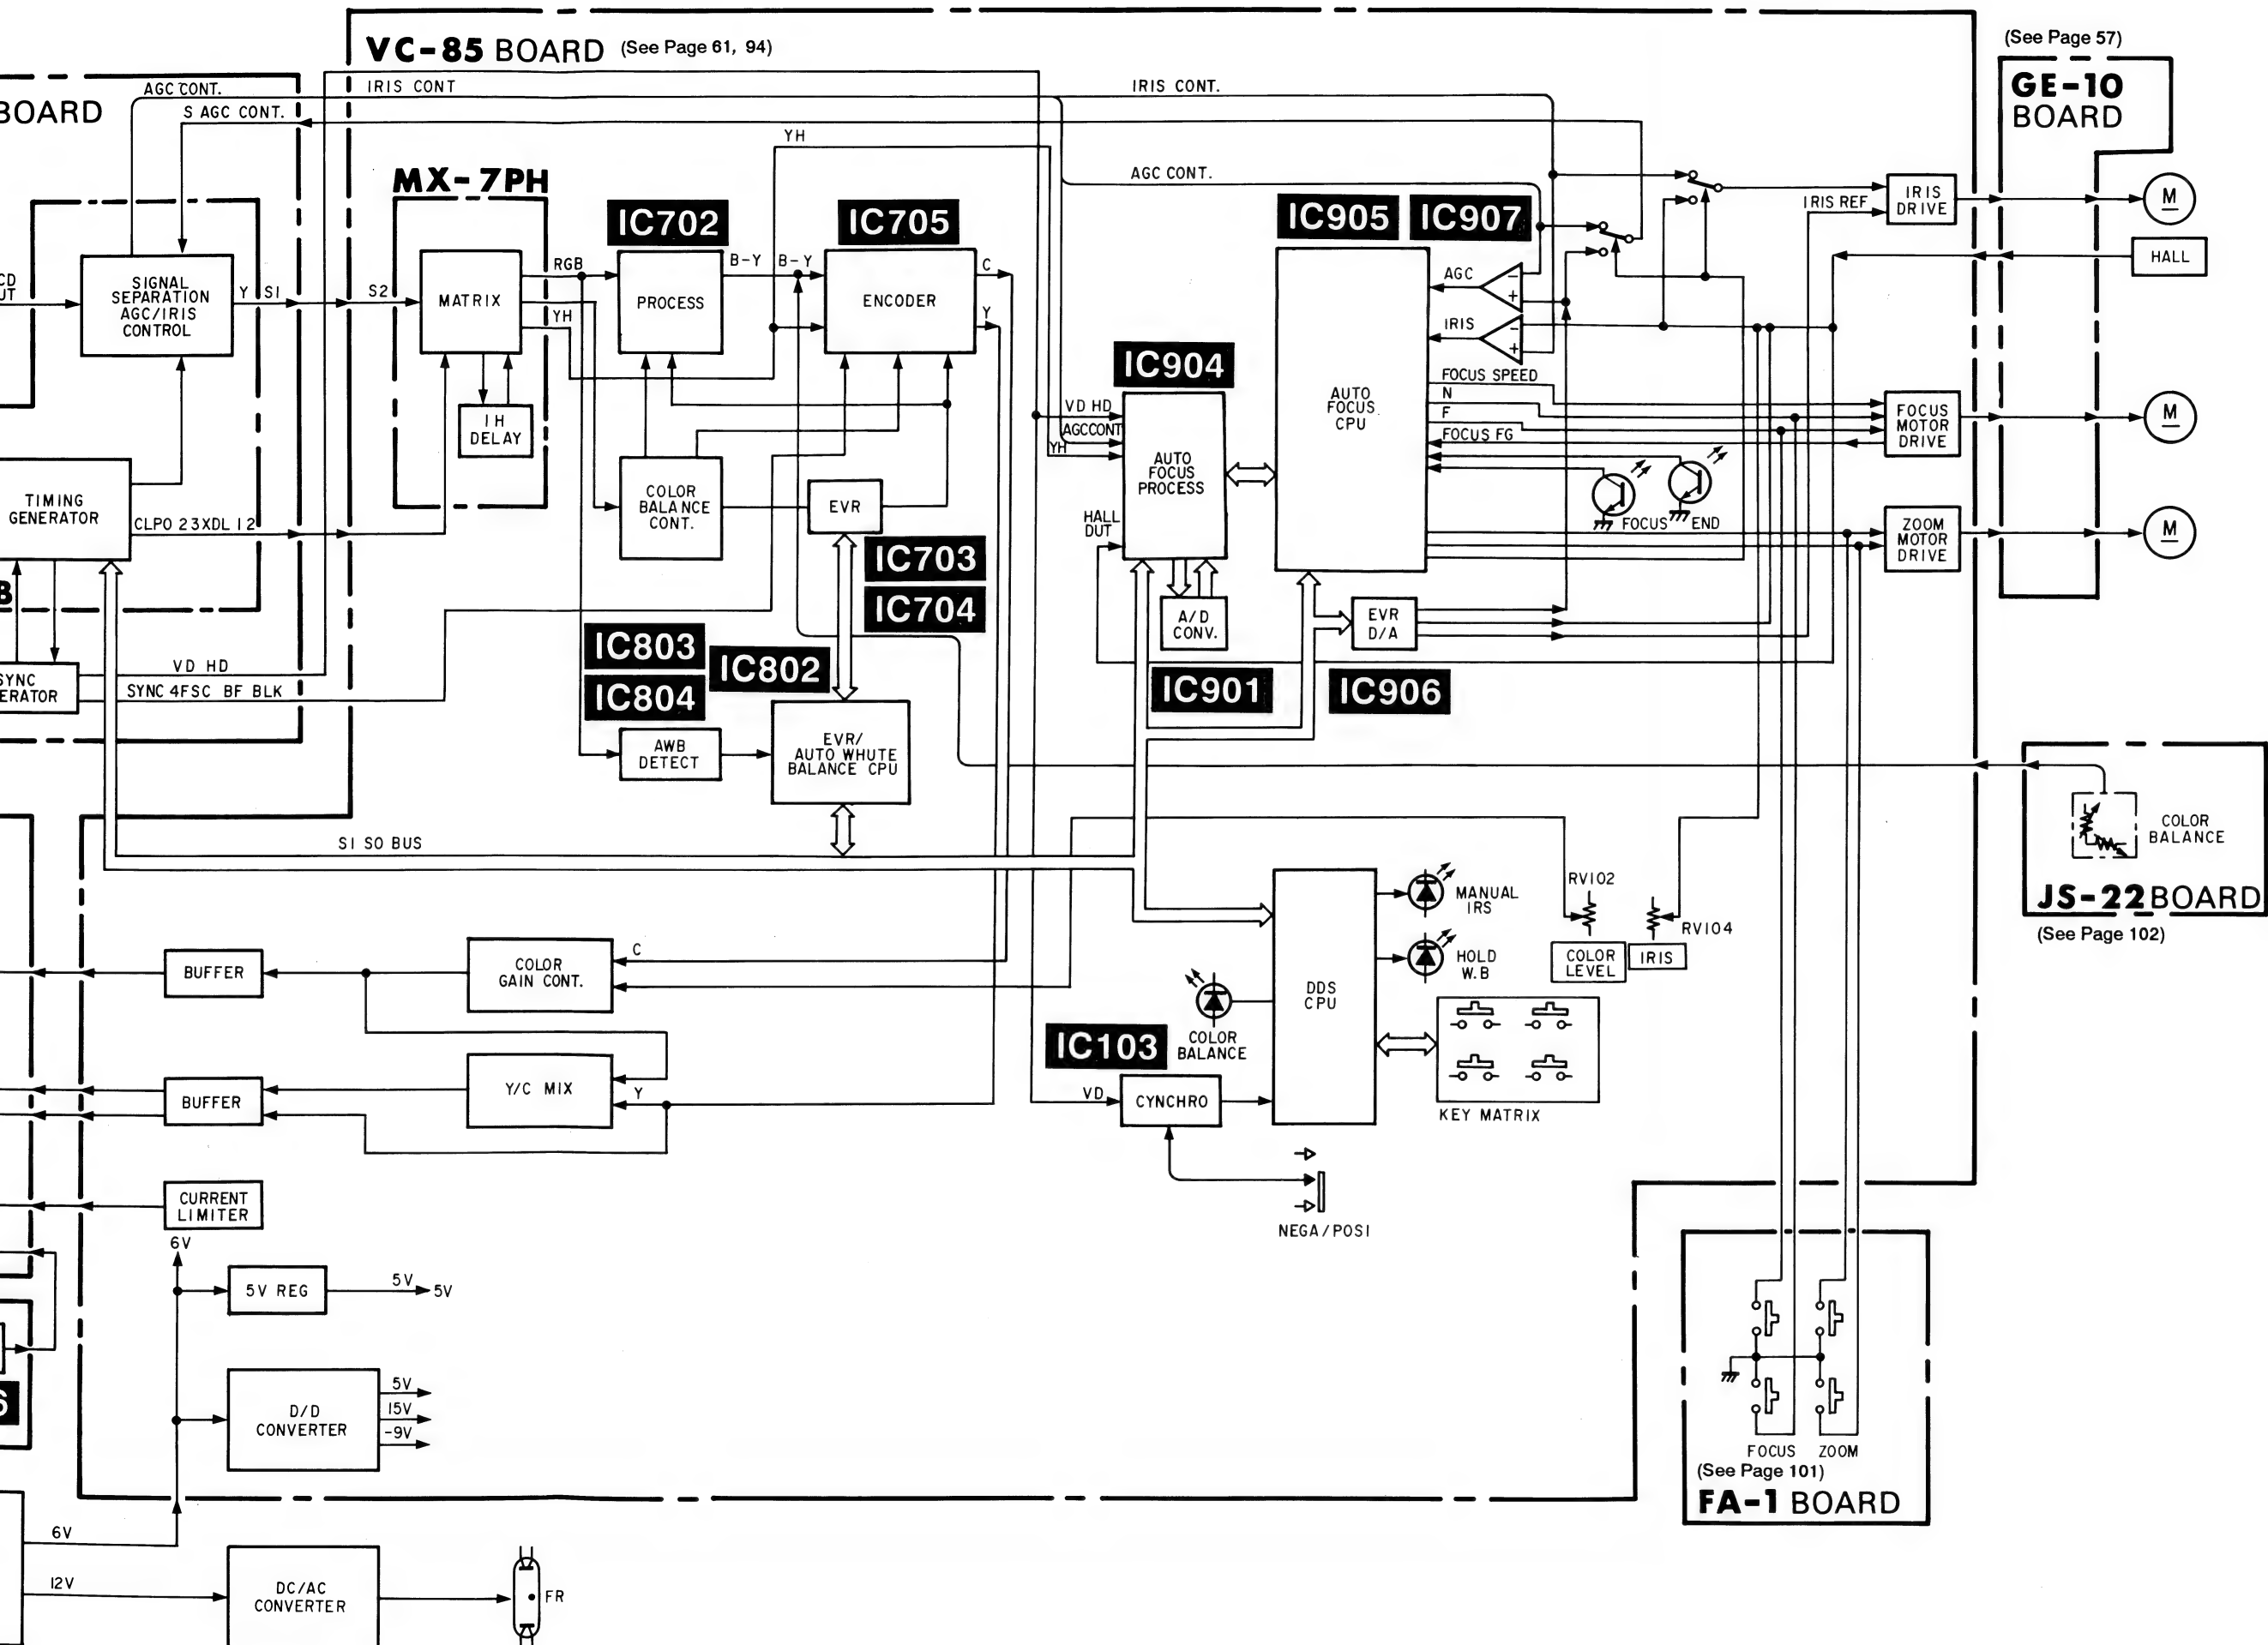 VC-85 BOARD (See Page 61, 94)
(See Page 57)
GE-10
BOARD
BOARD
AGC CONT.
IRIS CONT
IRIS CONT.
S AGC CONT.
YH
AGC CONT.
MX-7PH
IC702
IC705
IC905
IC907
IRIS REF
IRIS
DRIVE
M
HALL
SIGNAL
SEPARATION
AGC/IRIS
CONTROL
Y S1
S2
MATRIX
RGB
YH
PROCESS
B-Y
B-Y
ENCODER
C
Y
AGC
-
+
IRIS
-
+
IC904
AUTO
FOCUS
CPU
FOCUS SPEED
N
F
FOCUS FG
FOCUS
MOTOR
DRIVE
M
VD HD
AGCCONT
YH
AUTO
FOCUS
PROCESS
HALL
DUT
1H
DELAY
TIMING
GENERATOR
CLPO 23XDL12
COLOR
BALANCE
CONT.
EVR
FOCUS
END
ZOOM
MOTOR
DRIVE
M
IC703
IC704
A/D
CONV.
EVR
D/A
B
IC803
IC804
IC802
IC901
IC906
VD HD
SYNC
ERATOR
SYNC 4FSC BF BLK
AWB
DETECT
EVR/
AUTO WHUTE
BALANCE CPU
SI SO BUS
COLOR
BALANCE
JS-22 BOARD
(See Page 102)
MANUAL
IRS
HOLD
W.B
RV102
RV104
COLOR
LEVEL
IRIS
DDS
CPU
COLOR
BALANCE
KEY MATRIX
BUFFER
COLOR
GAIN CONT.
C
IC103
VD
CYNCHRO
BUFFER
Y/C MIX
Y
NEGA/POSI
CURRENT
LIMITER
6V
5V REG
5V
5V
D/D
CONVERTER
5V
15V
-9V
FOCUS
ZOOM
(See Page 101)
FA-1 BOARD
6V
12V
DC/AC
CONVERTER
FR